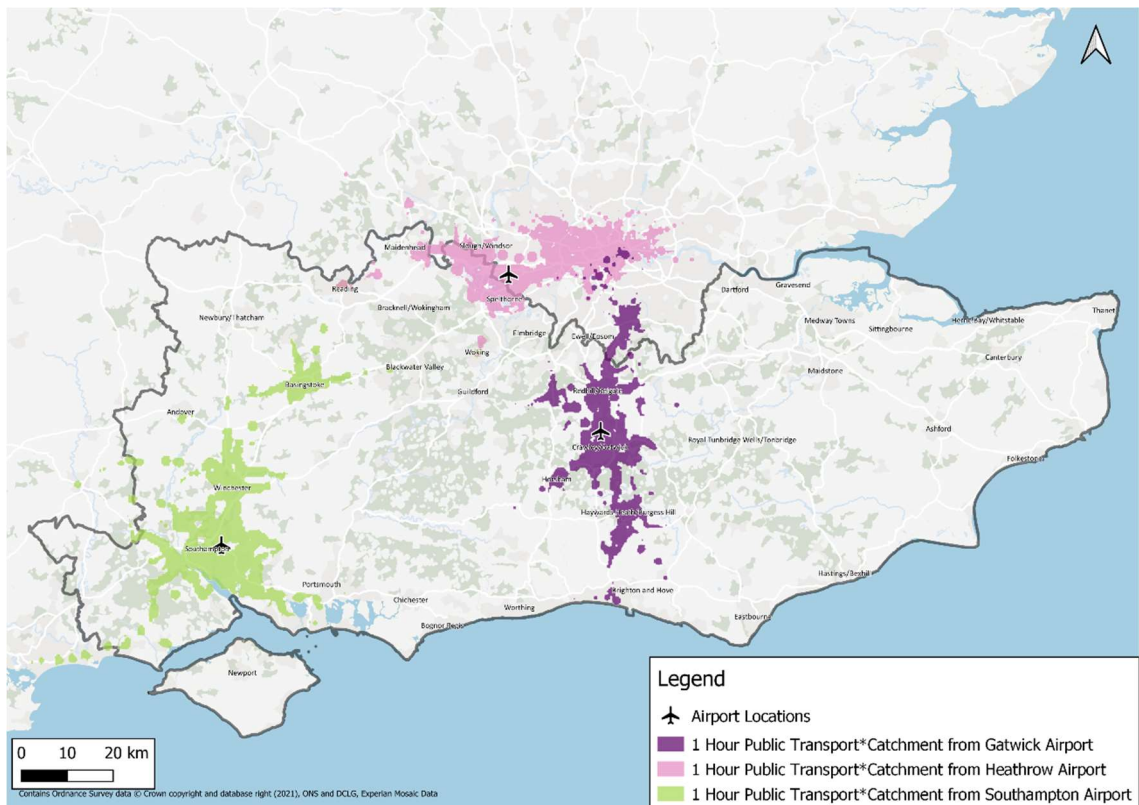 Maidenhead
Slough/Windsor
Reading
Spelthorne
Dartford
Gravesend
Newbury/Thatcham
Bracknell/Wokingham
Elmbridge
Ewell/Epsom
Medway Towns
Sittingbourne
Herne Bay/Whitstable
Thanet
Woking
Canterbury
Basingstoke
Blackwater Valley
Guildford
Maidstone
Andover
Ashford
Royal Tunbridge Wells/Tonbridge
Folkestone
Horsham
Winchester
Southampton
Portsmouth
Chichester
Worthing
Brighton and Hove
Hastings/Bexhill
Eastbourne
Bognor Regis
Newport
Legend
Airport Locations
1 Hour Public Transport*Catchment from Gatwick Airport
1 Hour Public Transport*Catchment from Heathrow Airport
1 Hour Public Transport*Catchment from Southampton Airport
0 10 20 km
Contains Ordnance Survey data © Crown copyright and database right (2021), ONS and DCLG, Experian Mosaic Data